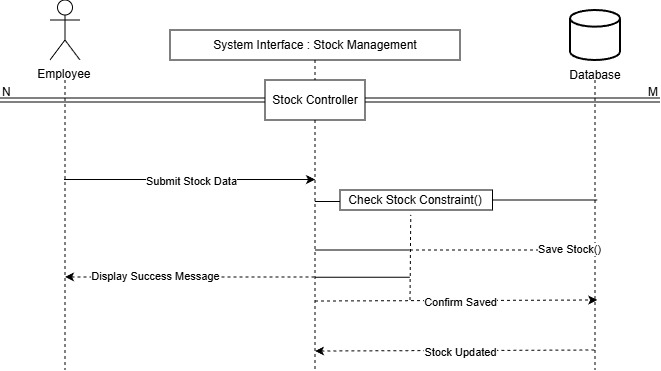 System Interface : Stock Management
Employee
Database
N
M
Stock Controller
Submit Stock Data
Check Stock Constraint()
Save Stock()
Display Success Message
Confirm Saved
Stock Updated